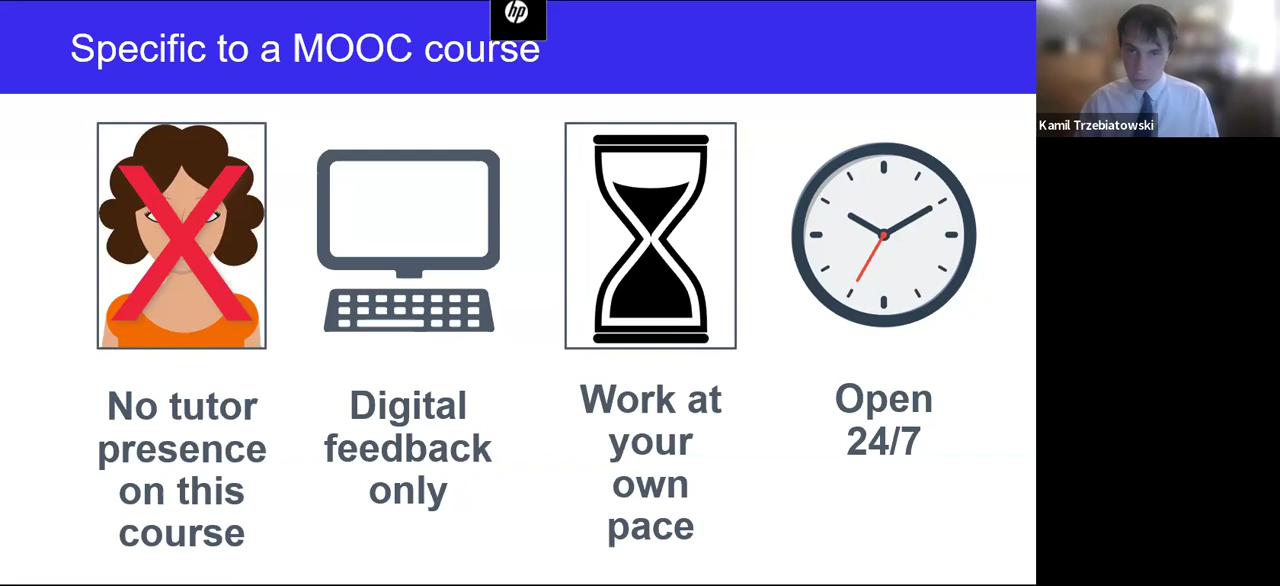 hp
Specific to a MOOC course
Kamil Trzebiatowski
No tutor
presence
on this
course
Digital
feedback
only
Work at
your
own
pace
Open
24/7